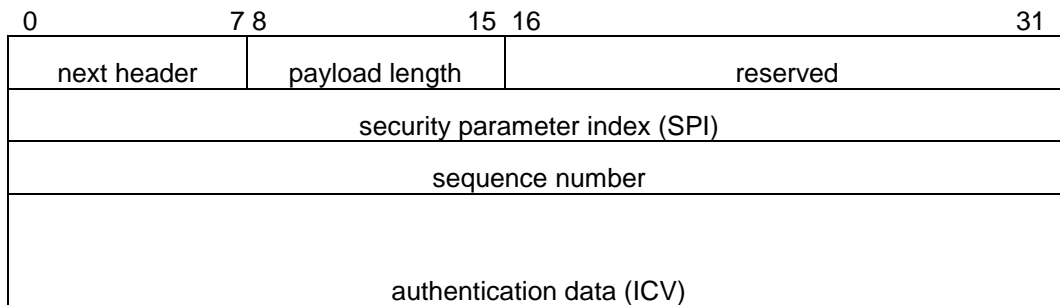 0 7 8 15 16 31
next header payload length reserved
security parameter index (SPI)
sequence number
authentication data (ICV)